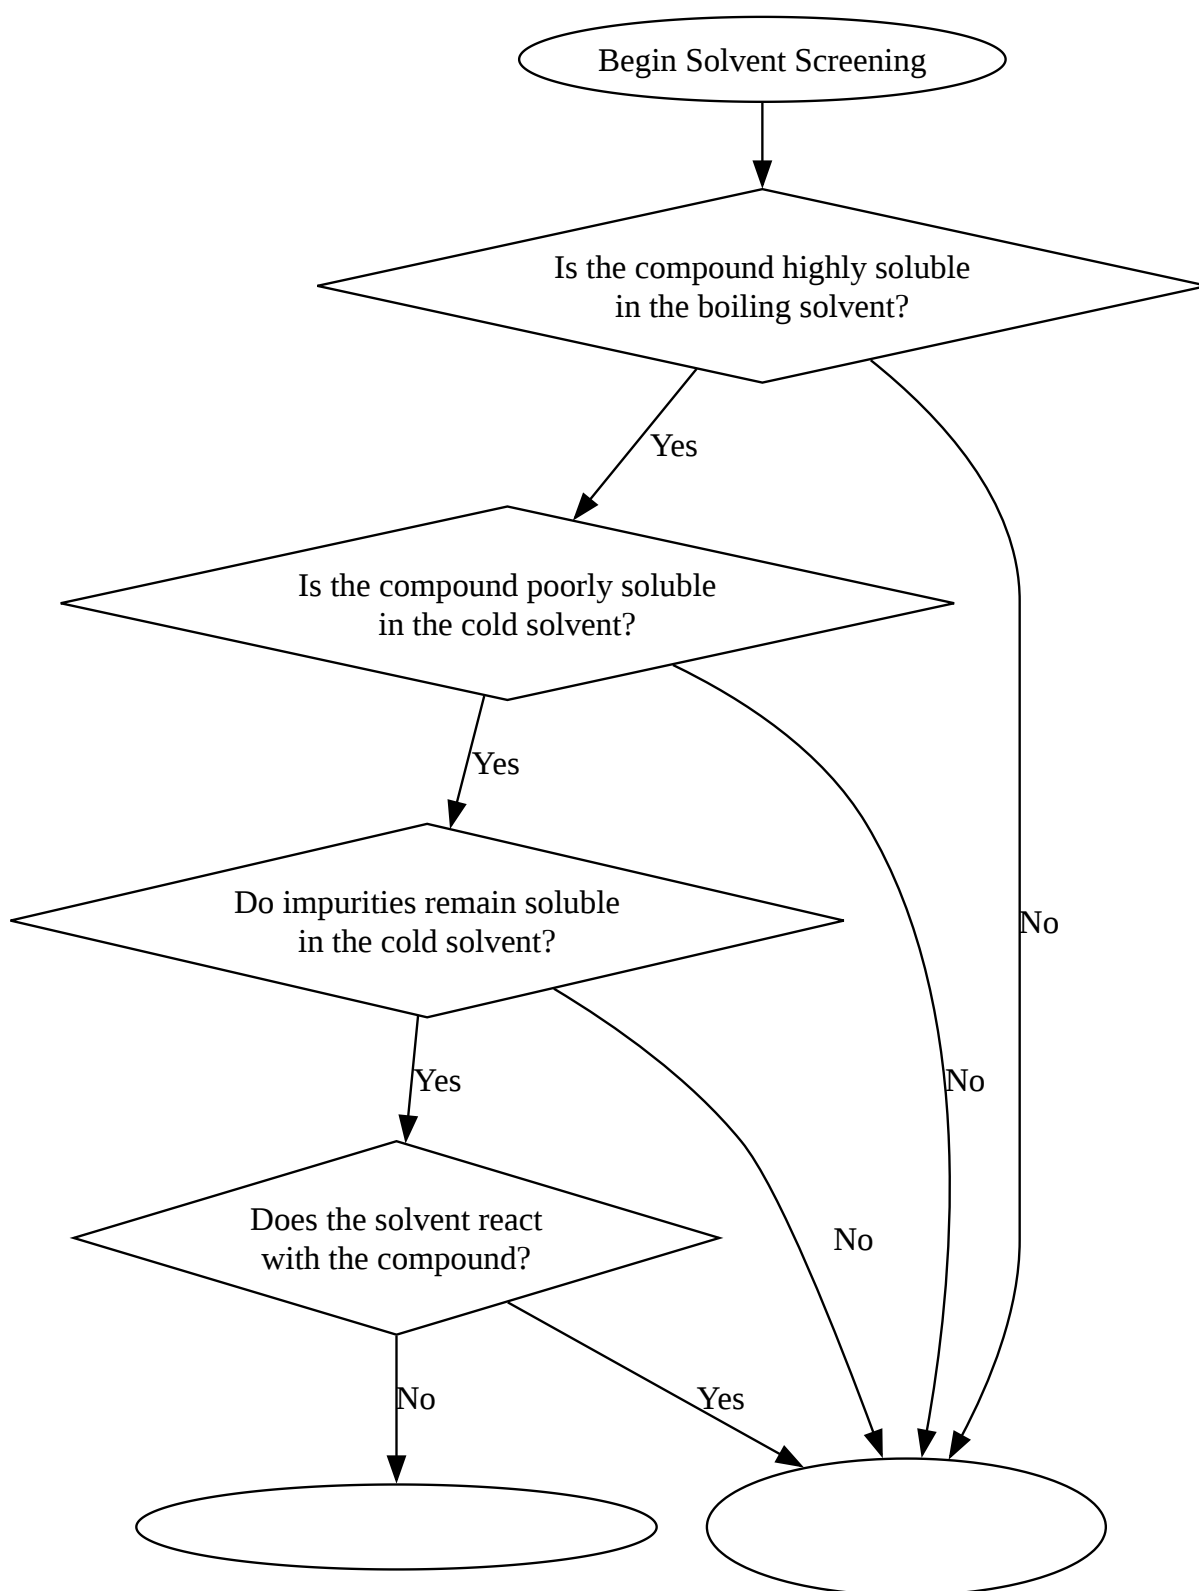 Begin Solvent Screening
Is the compound highly soluble
in the boiling solvent?
Yes
Is the compound poorly soluble
in the cold solvent?
Yes
Do impurities remain soluble
in the cold solvent?
No
Yes
No
Does the solvent react
with the compound?
No
No
Yes